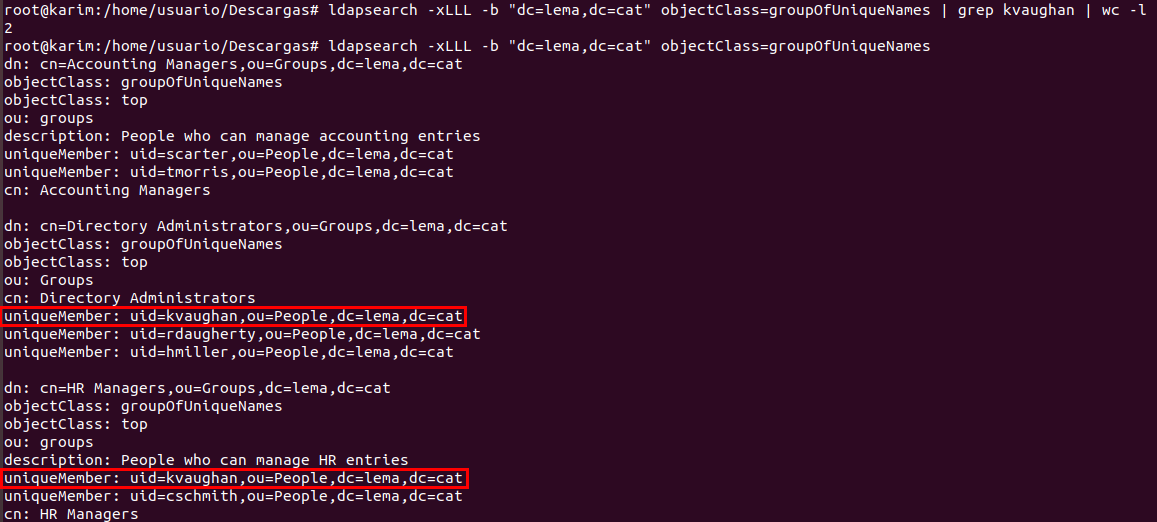 root@karim:/home/usuario/Descargas# ldapsearch -xLLL -b "dc=lema,dc=cat" objectClass=groupOfUniqueNames | grep kvaughan | wc -l
2
root@karim:/home/usuario/Descargas# ldapsearch -xLLL -b "dc=lema,dc=cat" objectClass=groupOfUniqueNames
dn: cn=Accounting Managers,ou=Groups,dc=lema,dc=cat
objectClass: groupOfUniqueNames
objectClass: top
ou: groups
description: People who can manage accounting entries
uniqueMember: uid=scarter,ou=People,dc=lema,dc=cat
uniqueMember: uid=tmorris,ou=People,dc=lema,dc=cat
cn: Accounting Managers

dn: cn=Directory Administrators,ou=Groups,dc=lema,dc=cat
objectClass: groupOfUniqueNames
objectClass: top
ou: Groups
cn: Directory Administrators
uniqueMember: uid=kvaughan,ou=People,dc=lema,dc=cat
uniqueMember: uid=rdaugherty,ou=People,dc=lema,dc=cat
uniqueMember: uid=hmiller,ou=People,dc=lema,dc=cat

dn: cn=HR Managers,ou=Groups,dc=lema,dc=cat
objectClass: groupOfUniqueNames
objectClass: top
ou: groups
description: People who can manage HR entries
uniqueMember: uid=kvaughan,ou=People,dc=lema,dc=cat
uniqueMember: uid=cschmith,ou=People,dc=lema,dc=cat
cn: HR Managers